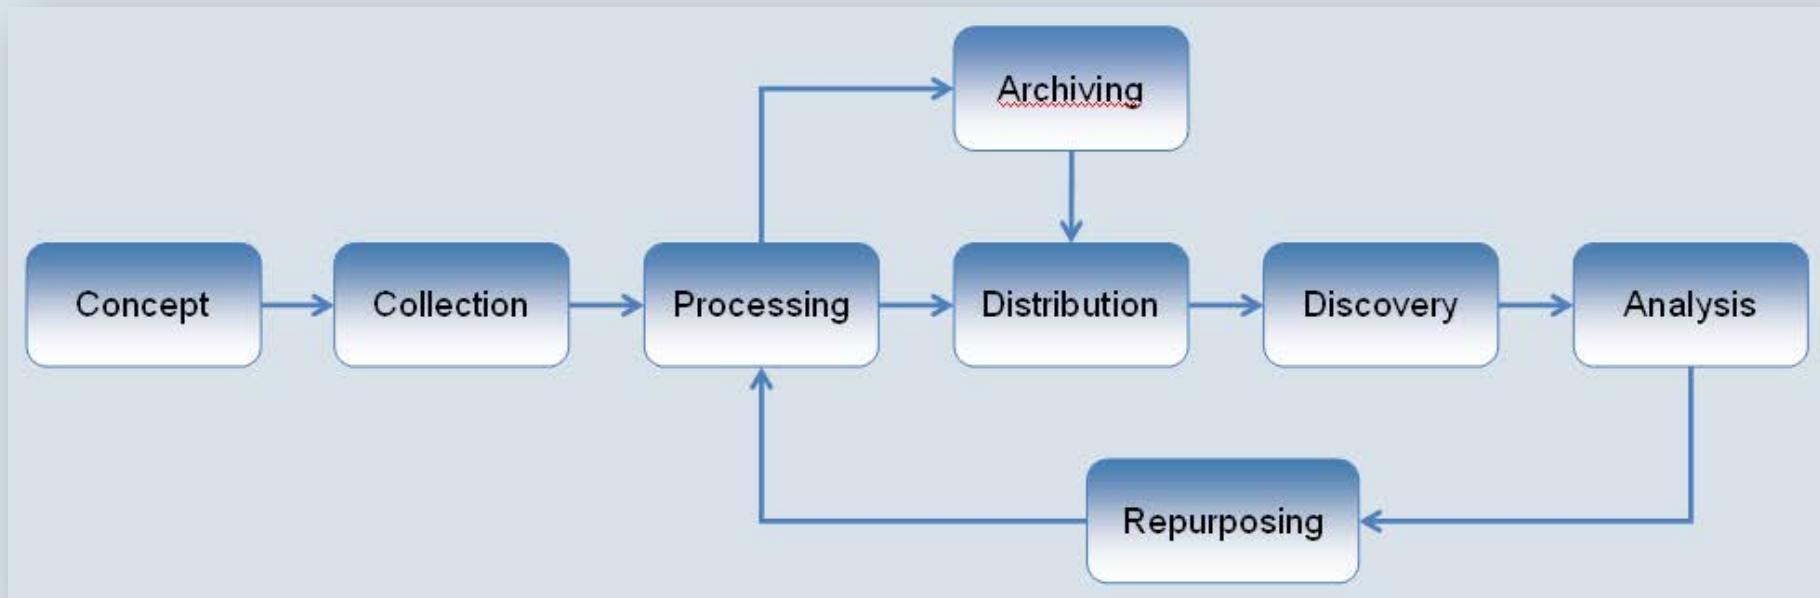 Archiving
Concept
Collection
Processing
Distribution
Discovery
Analysis
Repurposing